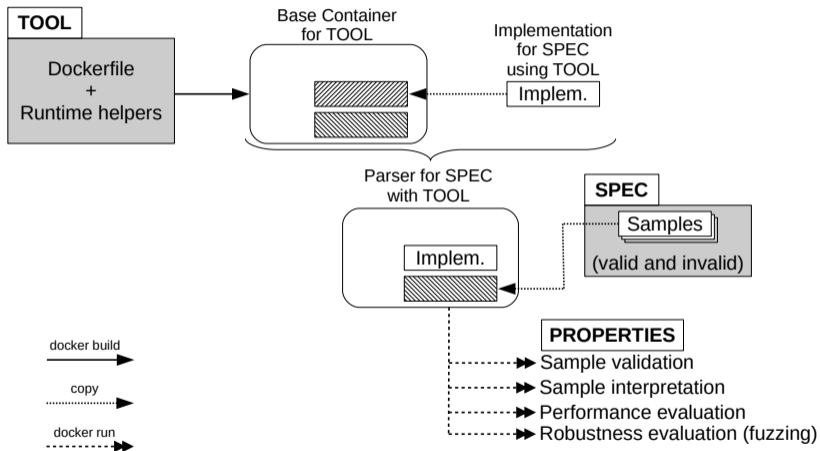 TOOL
Dockerfile
+
Runtime helpers
Base Container
for TOOL
Implementation
for SPEC
using TOOL
Implem.
Parser for SPEC
with TOOL
Implem.
SPEC
Samples
(valid and invalid)
docker build
copy
docker run
PROPERTIES
Sample validation
Sample interpretation
Performance evaluation
Robustness evaluation (fuzzing)